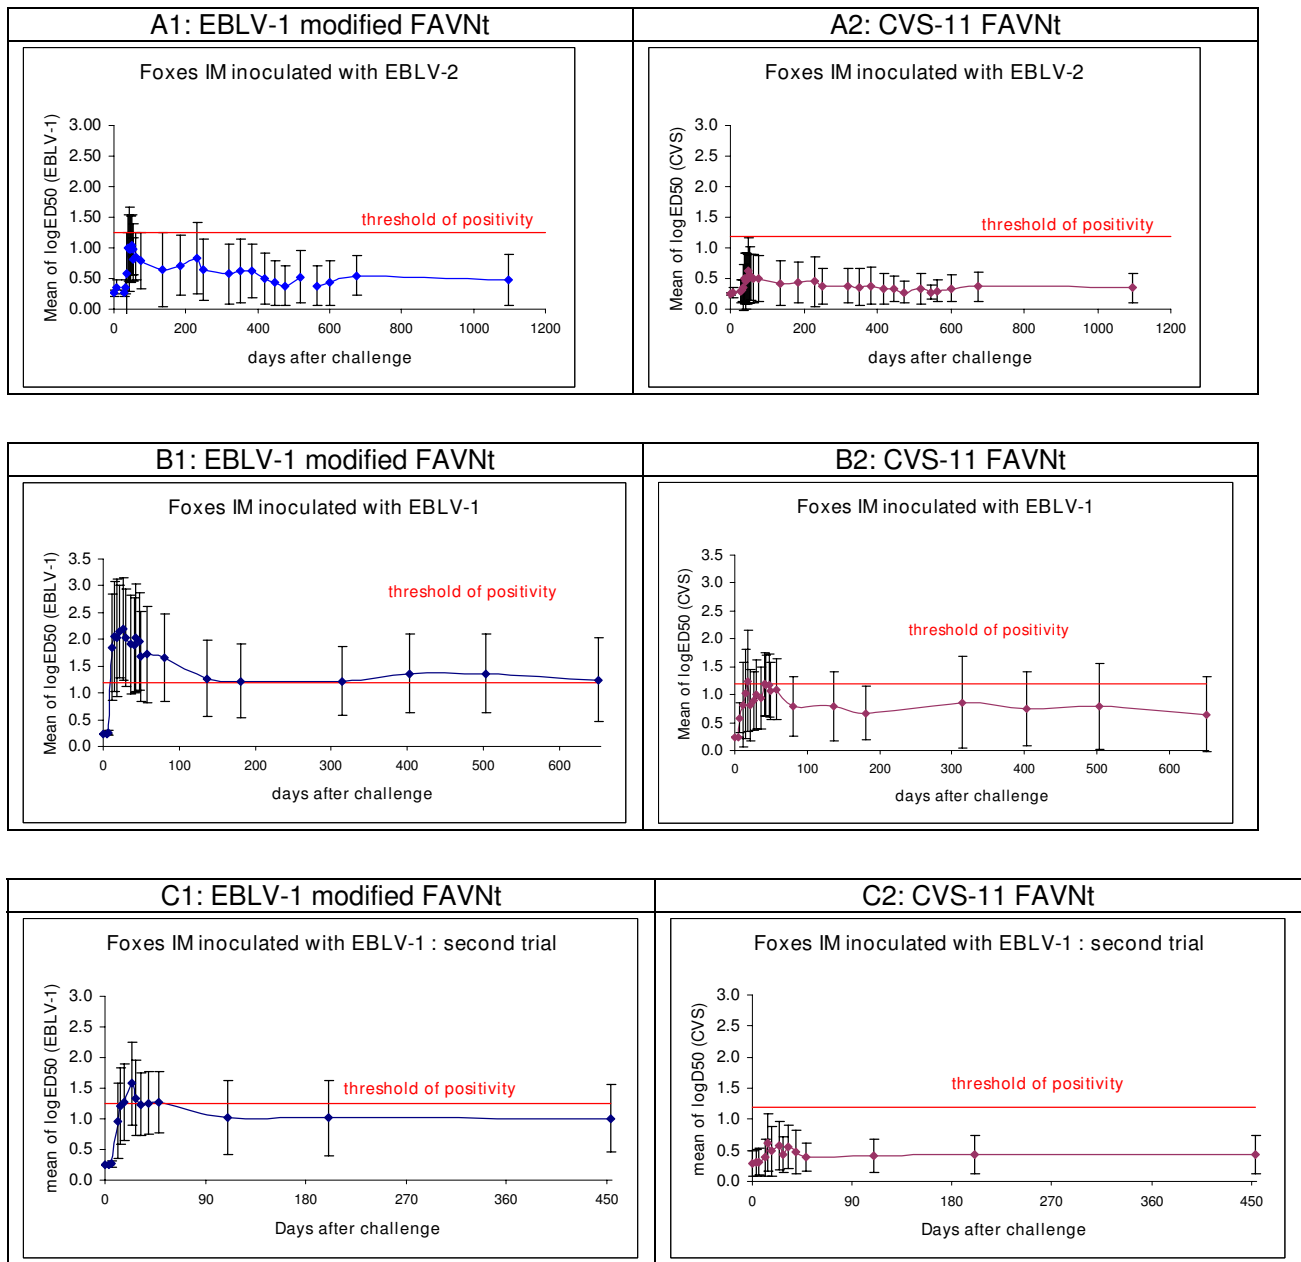 A1: EBLV-1 modified FAVNt
A2: CVS-11 FAVNt
Foxes IM inoculated with EBLV-2
Mean of logED50 (EBLV-1)
3.00
2.50
2.00
1.50
1.00
0.50
0.00
threshold of positivity
0 200 400 600 800 1000 1200
days after challenge
Foxes IM inoculated with EBLV-2
Mean of logED50 (CVS)
3.0
2.5
2.0
1.5
1.0
0.5
0.0
threshold of positivity
0 200 400 600 800 1000 1200
days after challenge
B1: EBLV-1 modified FAVNt
B2: CVS-11 FAVNt
Foxes IM inoculated with EBLV-1
Mean of logED50 (EBLV-1)
3.5
3.0
2.5
2.0
1.5
1.0
0.5
0.0
threshold of positivity
0 100 200 300 400 500 600
days after challenge
Foxes IM inoculated with EBLV-1
Mean of logED50 (CVS)
3.5
3.0
2.5
2.0
1.5
1.0
0.5
0.0
threshold of positivity
0 100 200 300 400 500 600
days after challenge
C1: EBLV-1 modified FAVNt
C2: CVS-11 FAVNt
Foxes IM inoculated with EBLV-1 : second trial
mean of logED50 (EBLV-1)
3.0
2.5
2.0
1.5
1.0
0.5
0.0
threshold of positivity
0 90 180 270 360 450
Days after challenge
Foxes IM inoculated with EBLV-1 : second trial
mean of logD50 (CVS)
3.0
2.5
2.0
1.5
1.0
0.5
0.0
threshold of positivity
0 90 180 270 360 450
Days after challenge